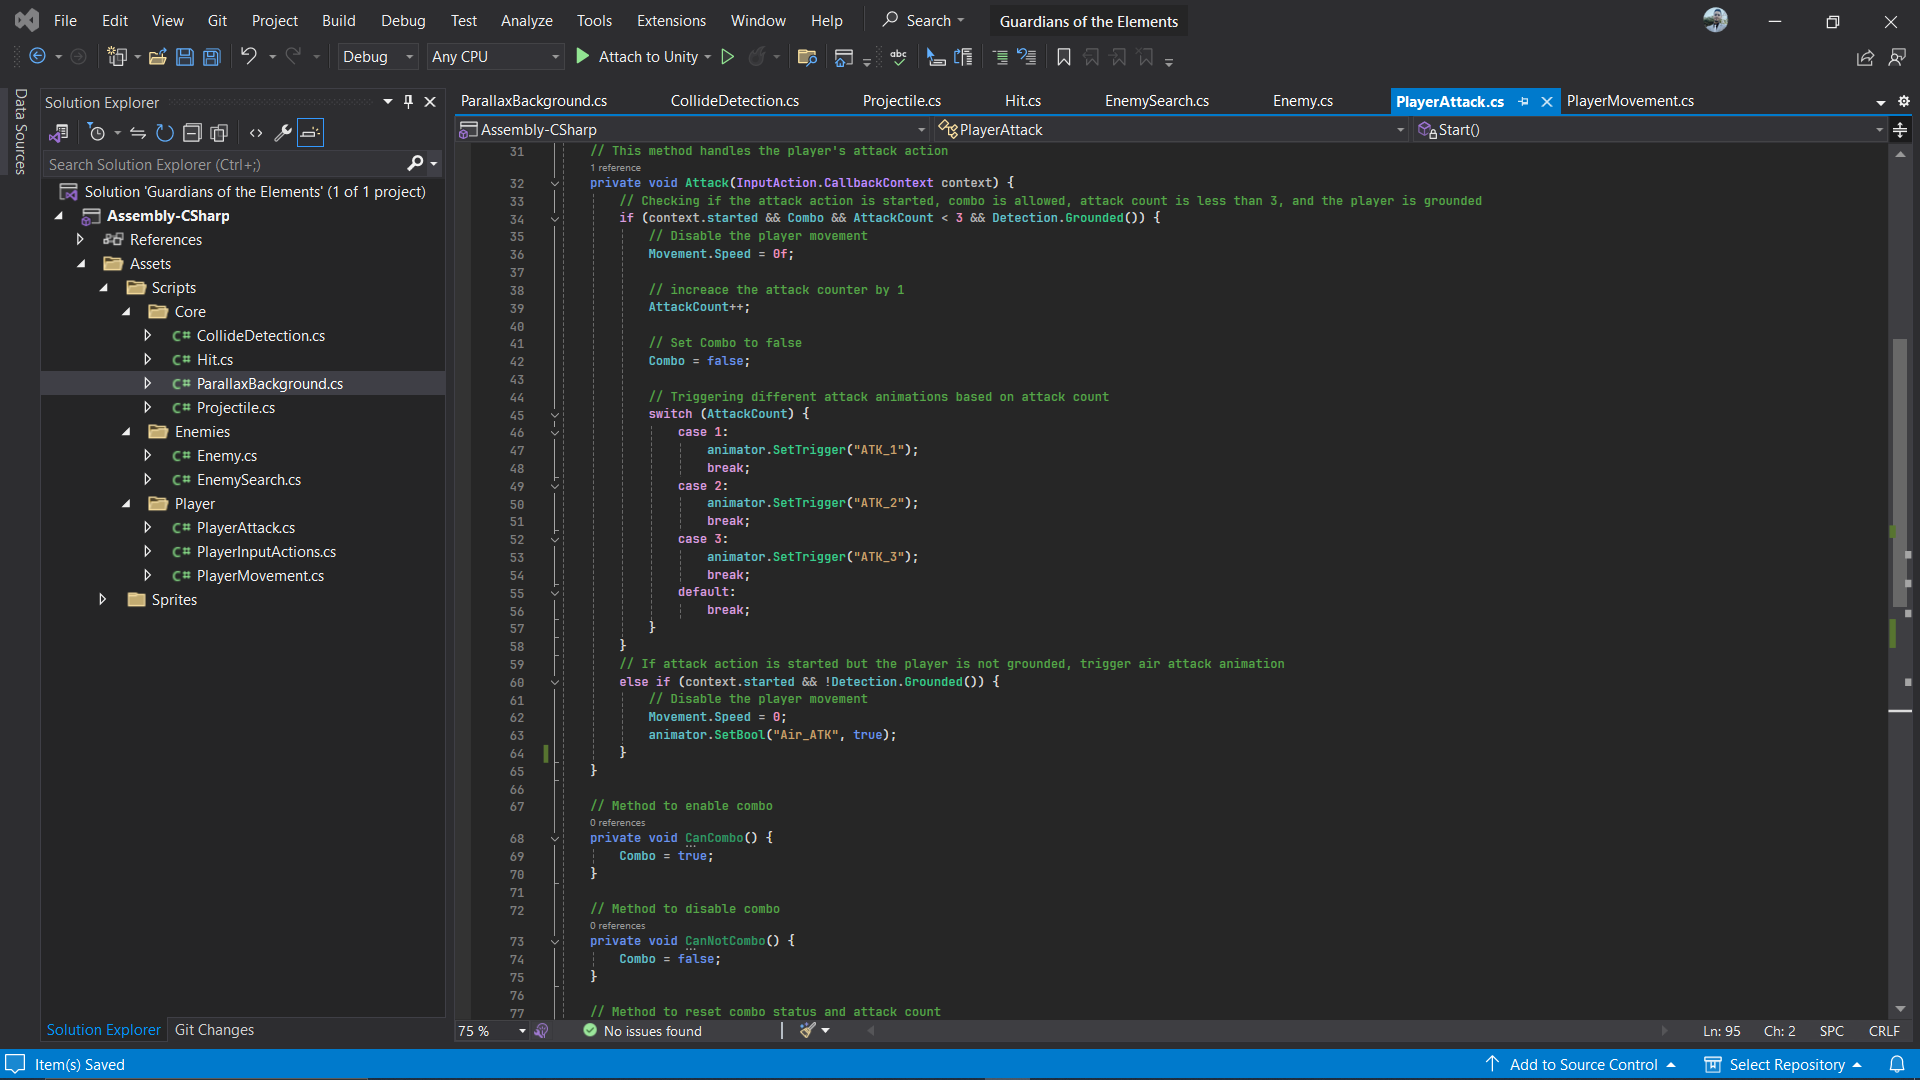 File Edit View Git Project Build Debug Test Analyze Tools Extensions Window Help Search Guardians of the Elements
Debug Any CPU Attach to Unity
Data Sources
Solution Explorer
Search Solution Explorer (Ctrl+;)
Solution 'Guardians of the Elements' (1 of 1 project)
Assembly-CSharp
References
Assets
Scripts
Core
C# CollideDetection.cs
C# Hit.cs
C# ParallaxBackground.cs
C# Projectile.cs
Enemies
C# Enemy.cs
C# EnemySearch.cs
Player
C# PlayerAttack.cs
C# PlayerInputActions.cs
C# PlayerMovement.cs
Sprites
Solution Explorer Git Changes
ParallaxBackground.cs CollideDetection.cs Projectile.cs Hit.cs EnemySearch.cs Enemy.cs PlayerAttack.cs PlayerMovement.cs
Assembly-CSharp PlayerAttack Start()
31 // This method handles the player's attack action
1 reference
32 private void Attack(InputAction.CallbackContext context) {
33 // Checking if the attack action is started, combo is allowed, attack count is less than 3, and the player is grounded
34 if (context.started && Combo && AttackCount < 3 && Detection.Grounded()) {
35 // Disable the player movement
36 Movement.Speed = 0f;
37
38 // increace the attack counter by 1
39 AttackCount++;
40
41 // Set Combo to false
42 Combo = false;
43
44 // Triggering different attack animations based on attack count
45 switch (AttackCount) {
46 case 1:
47 animator.SetTrigger("ATK_1");
48 break;
49 case 2:
50 animator.SetTrigger("ATK_2");
51 break;
52 case 3:
53 animator.SetTrigger("ATK_3");
54 break;
55 default:
56 break;
57 }
58 }
59 // If attack action is started but the player is not grounded, trigger air attack animation
60 else if (context.started && !Detection.Grounded()) {
61 // Disable the player movement
62 Movement.Speed = 0;
63 animator.SetBool("Air_ATK", true);
64 }
65 }
66
67 // Method to enable combo
0 references
68 private void CanCombo() {
69 Combo = true;
70 }
71
72 // Method to disable combo
0 references
73 private void CanNotCombo() {
74 Combo = false;
75 }
76
77 // Method to reset combo status and attack count
75 % No issues found Ln: 95 Ch: 2 SPC CRLF
Item(s) Saved Add to Source Control Select Repository